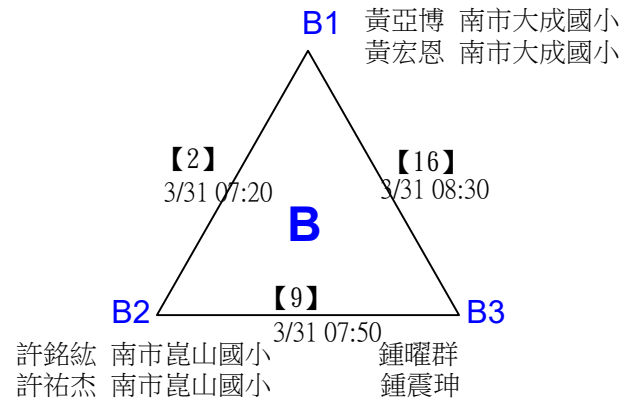 B1 黃亞博 南市大成國小
黃宏恩 南市大成國小
【2】
3/31 07:20
【16】
3/31 08:30
B
【9】
3/31 07:50
B2
B3
許銘紘 南市崑山國小
許祐杰 南市崑山國小
鍾曜群
鍾震珅